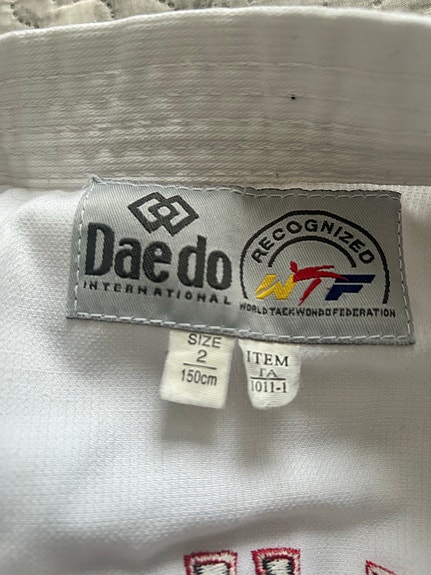 Dae do
INTERNATIONAL
RECOGNIZED
WTF
WORLD TAEKWONDO FEDERATION
SIZE
2
150cm
ITEM
TA
1011-1